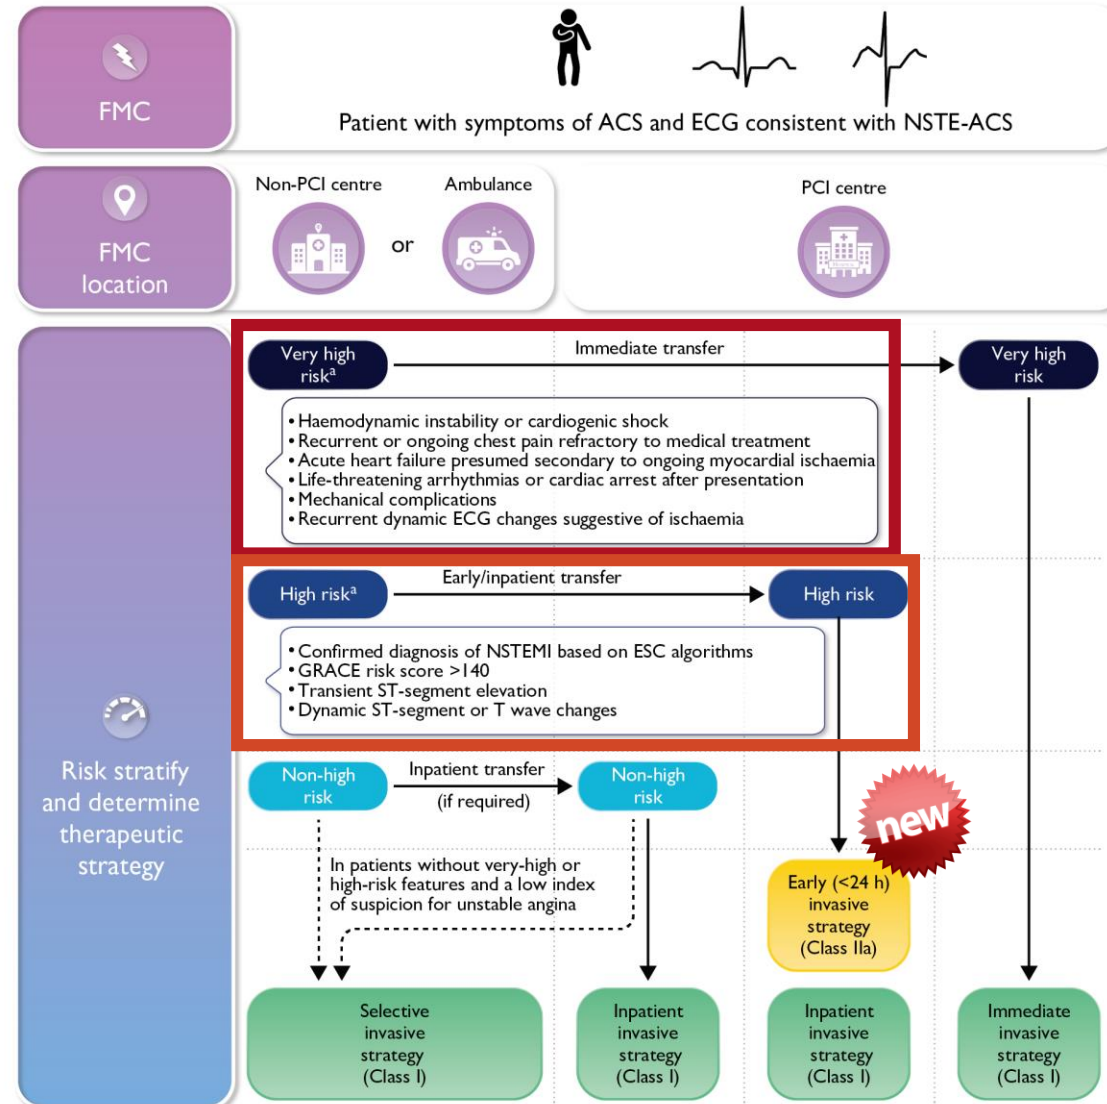 FMC
Patient with symptoms of ACS and ECG consistent with NSTE-ACS
FMC
location
Non-PCI centre
or
Ambulance
PCI centre
Risk stratify
and determine
therapeutic
strategy
Very high
riskᵃ
Immediate transfer
Very high
risk
• Haemodynamic instability or cardiogenic shock
• Recurrent or ongoing chest pain refractory to medical treatment
• Acute heart failure presumed secondary to ongoing myocardial ischaemia
• Life-threatening arrhythmias or cardiac arrest after presentation
• Mechanical complications
• Recurrent dynamic ECG changes suggestive of ischaemia
High riskᵃ
Early/inpatient transfer
High risk
• Confirmed diagnosis of NSTEMI based on ESC algorithms
• GRACE risk score >140
• Transient ST-segment elevation
• Dynamic ST-segment or T wave changes
Non-high
risk
Inpatient transfer
(if required)
Non-high
risk
new
In patients without very-high or
high-risk features and a low index
of suspicion for unstable angina
Early (<24 h)
invasive
strategy
(Class IIa)
Selective
invasive
strategy
(Class I)
Inpatient
invasive
strategy
(Class I)
Inpatient
invasive
strategy
(Class I)
Immediate
invasive
strategy
(Class I)